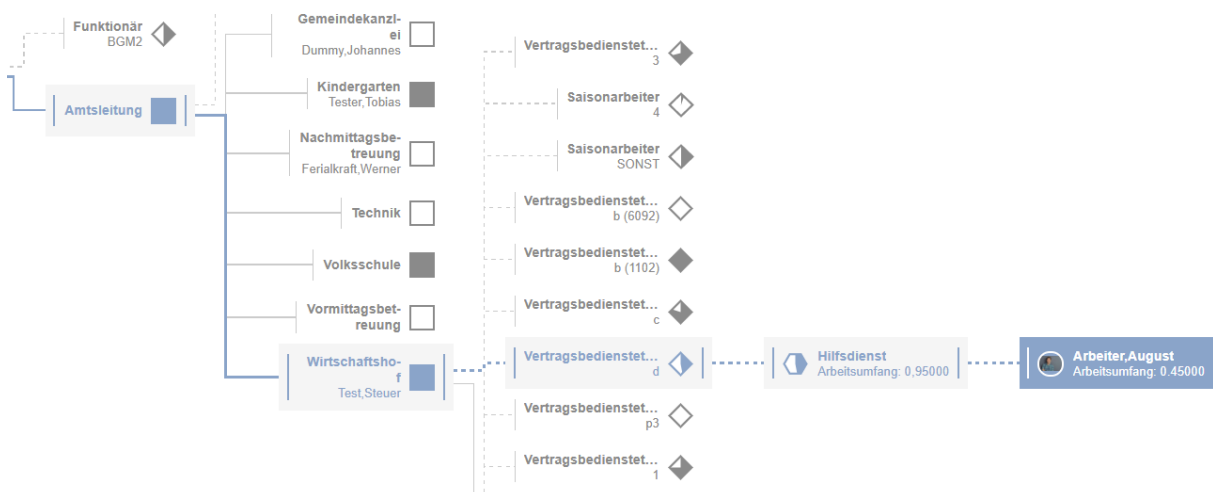 Funktionär
BGM2
Amtsleitung
Gemeindekanzl-
ei
Dummy,Johannes
Kindergarten
Tester,Tobias
Nachmittagsbe-
treuung
Ferialkraft,Werner
Technik
Volksschule
Vormittagsbet-
reuung
Wirtschaftsho-
f
Test,Steuer
Vertragsbedienstet...
3
Saisonarbeiter
4
Saisonarbeiter
SONST
Vertragsbedienstet...
b (6092)
Vertragsbedienstet...
b (1102)
Vertragsbedienstet...
c
Vertragsbedienstet...
d
Vertragsbedienstet...
p3
Vertragsbedienstet...
1
Hilfsdienst
Arbeitsumfang: 0,95000
Arbeiter,August
Arbeitsumfang: 0.45000